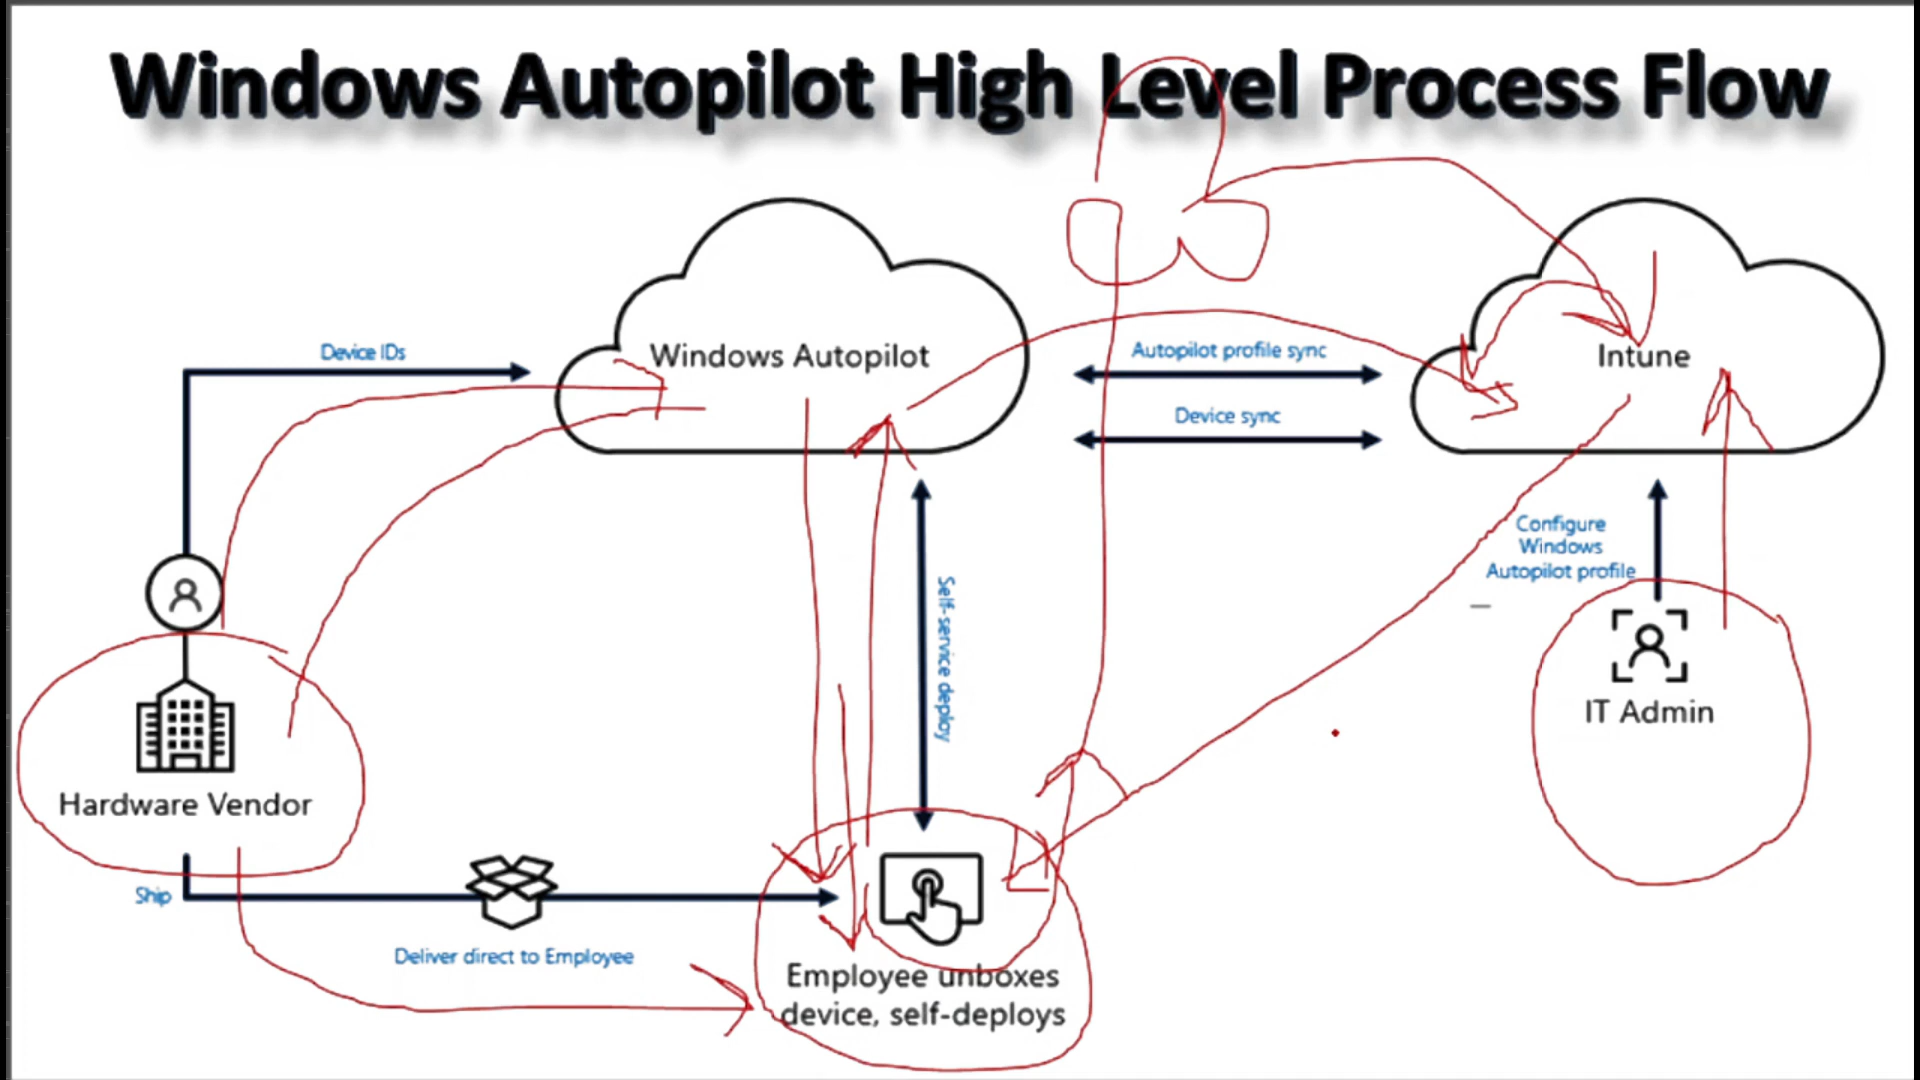 Windows Autopilot High Level Process Flow
Device IDs
Windows Autopilot
Autopilot profile sync
Device sync
Intune
Configure
Windows
Autopilot profile
Self-service deploy
IT Admin
Hardware Vendor
Ship
Deliver direct to Employee
Employee unboxes
device, self-deploys